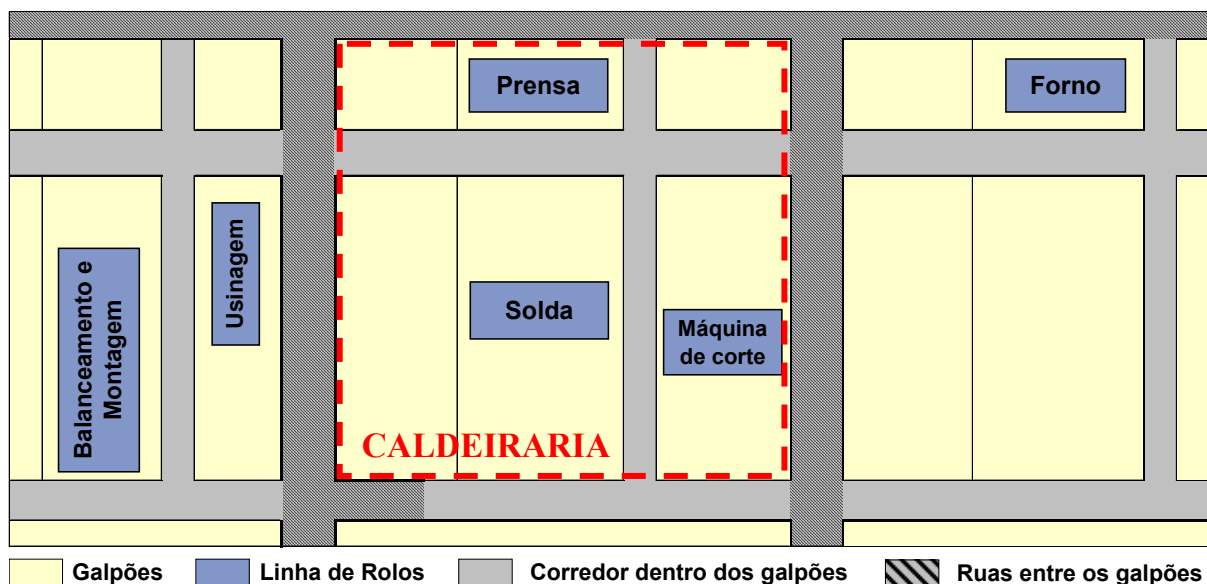 Prensa
Forno
Usinagem
Balanceamento e
Montagem
Solda
Máquina
de corte
CALDEIRARIA
Galpões
Linha de Rolos
Corredor dentro dos galpões
Ruas entre os galpões